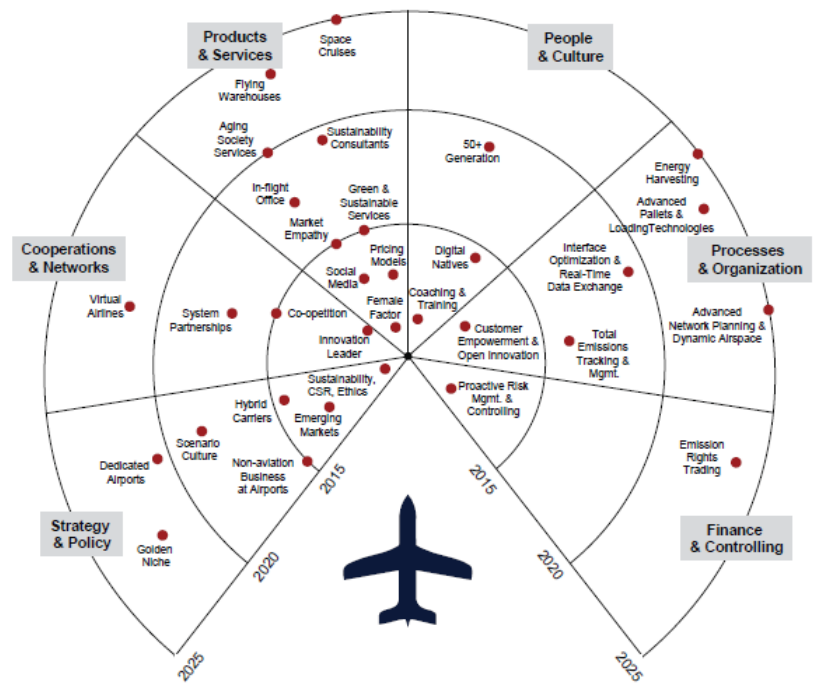 Products
& Services
Space
Cruises
People
& Culture
Flying
Warehouses
Aging
Society
Services
Sustainability
Consultants
50+
Generation
Energy
Harvesting
In-flight
Office
Green &
Sustainable
Services
Advanced
Pallets &
LoadingTechnologies
Market
Empathy
Cooperations
& Networks
Pricing
Models
Digital
Natives
Interface
Optimization &
Real-Time
Data Exchange
Processes
& Organization
Social
Media
Virtual
Airlines
System
Partnerships
Co-opetition
Female
Factor
Coaching &
Training
Advanced
Network Planning &
Dynamic Airspace
Innovation
Leader
Customer
Empowerment &
Open Innovation
Total
Emissions
Tracking &
Mgmt.
Sustainability,
CSR, Ethics
Proactive Risk
Mgmt. &
Controlling
Hybrid
Carriers
Emerging
Markets
Scenario
Culture
Dedicated
Airports
Non-aviation
Business
at Airports
Emission
Rights
Trading
2015
2015
Strategy
& Policy
Golden
Niche
Finance
& Controlling
2020
2020
2025
2025